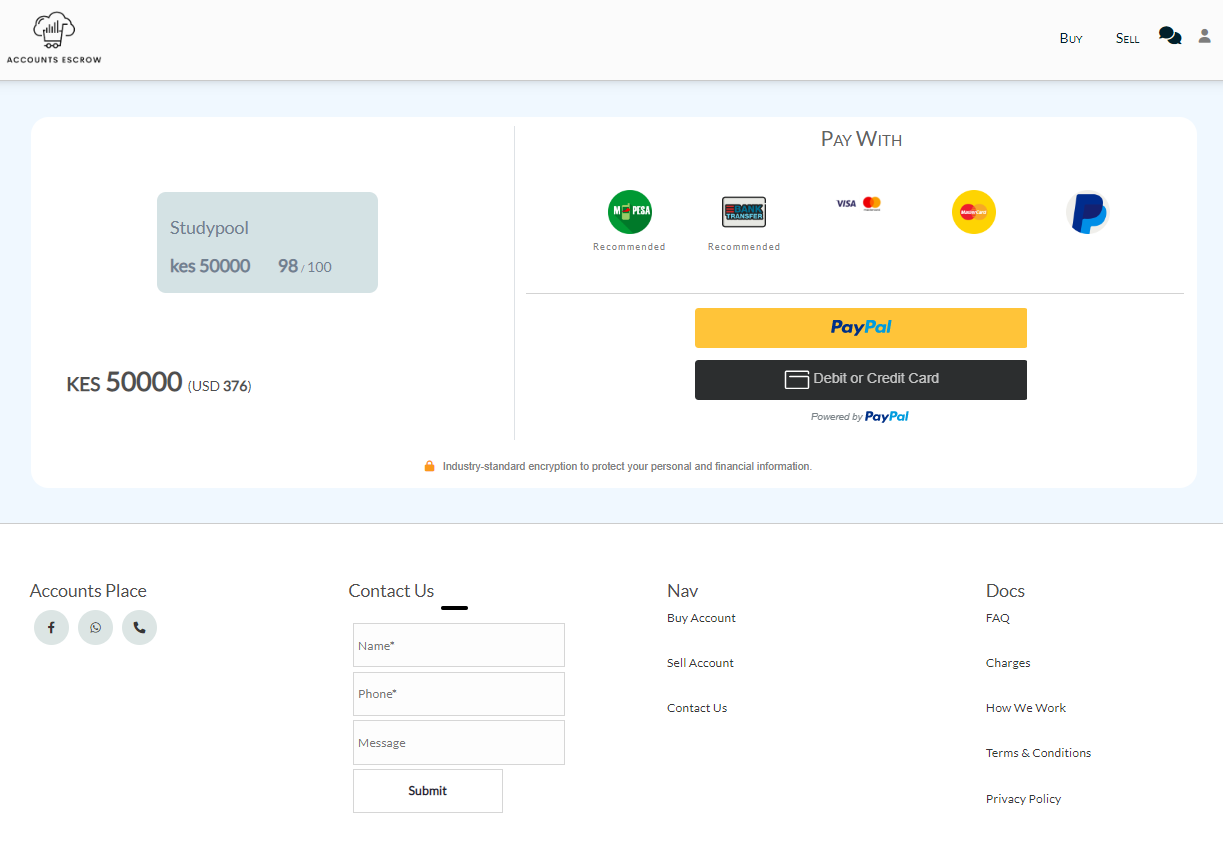 ACCOUNTS ESCROW
Buy
Sell
Studypool
kes 50000 98 / 100
KES 50000 (USD 376)
Pay With
M PESA
BANK TRANSFER
VISA
MasterCard
Recommended
Recommended
PayPal
Debit or Credit Card
Powered by PayPal
Industry-standard encryption to protect your personal and financial information.
Accounts Place
Contact Us
Name*
Phone*
Message
Submit
Nav
Buy Account
Sell Account
Contact Us
Docs
FAQ
Charges
How We Work
Terms & Conditions
Privacy Policy